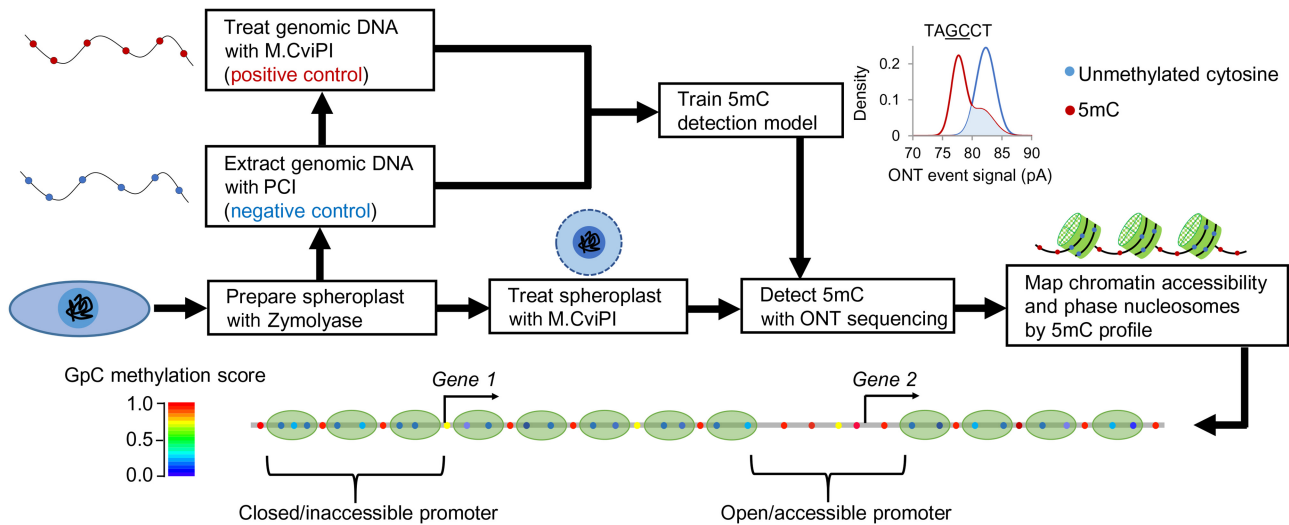 Treat genomic DNA
with M.CviPI
(positive control)
Extract genomic DNA
with PCI
(negative control)
Prepare spheroplast
with Zymolyase
Treat spheroplast
with M.CviPI
Train 5mC
detection model
Detect 5mC
with ONT sequencing
TAGCCT
Density
0.2
0.1
0
70 75 80 85 90
ONT event signal (pA)
Unmethylated cytosine
5mC
Map chromatin accessibility
and phase nucleosomes
by 5mC profile
GpC methylation score
1.0
0.5
0.0
Gene 1
Gene 2
Closed/inaccessible promoter
Open/accessible promoter